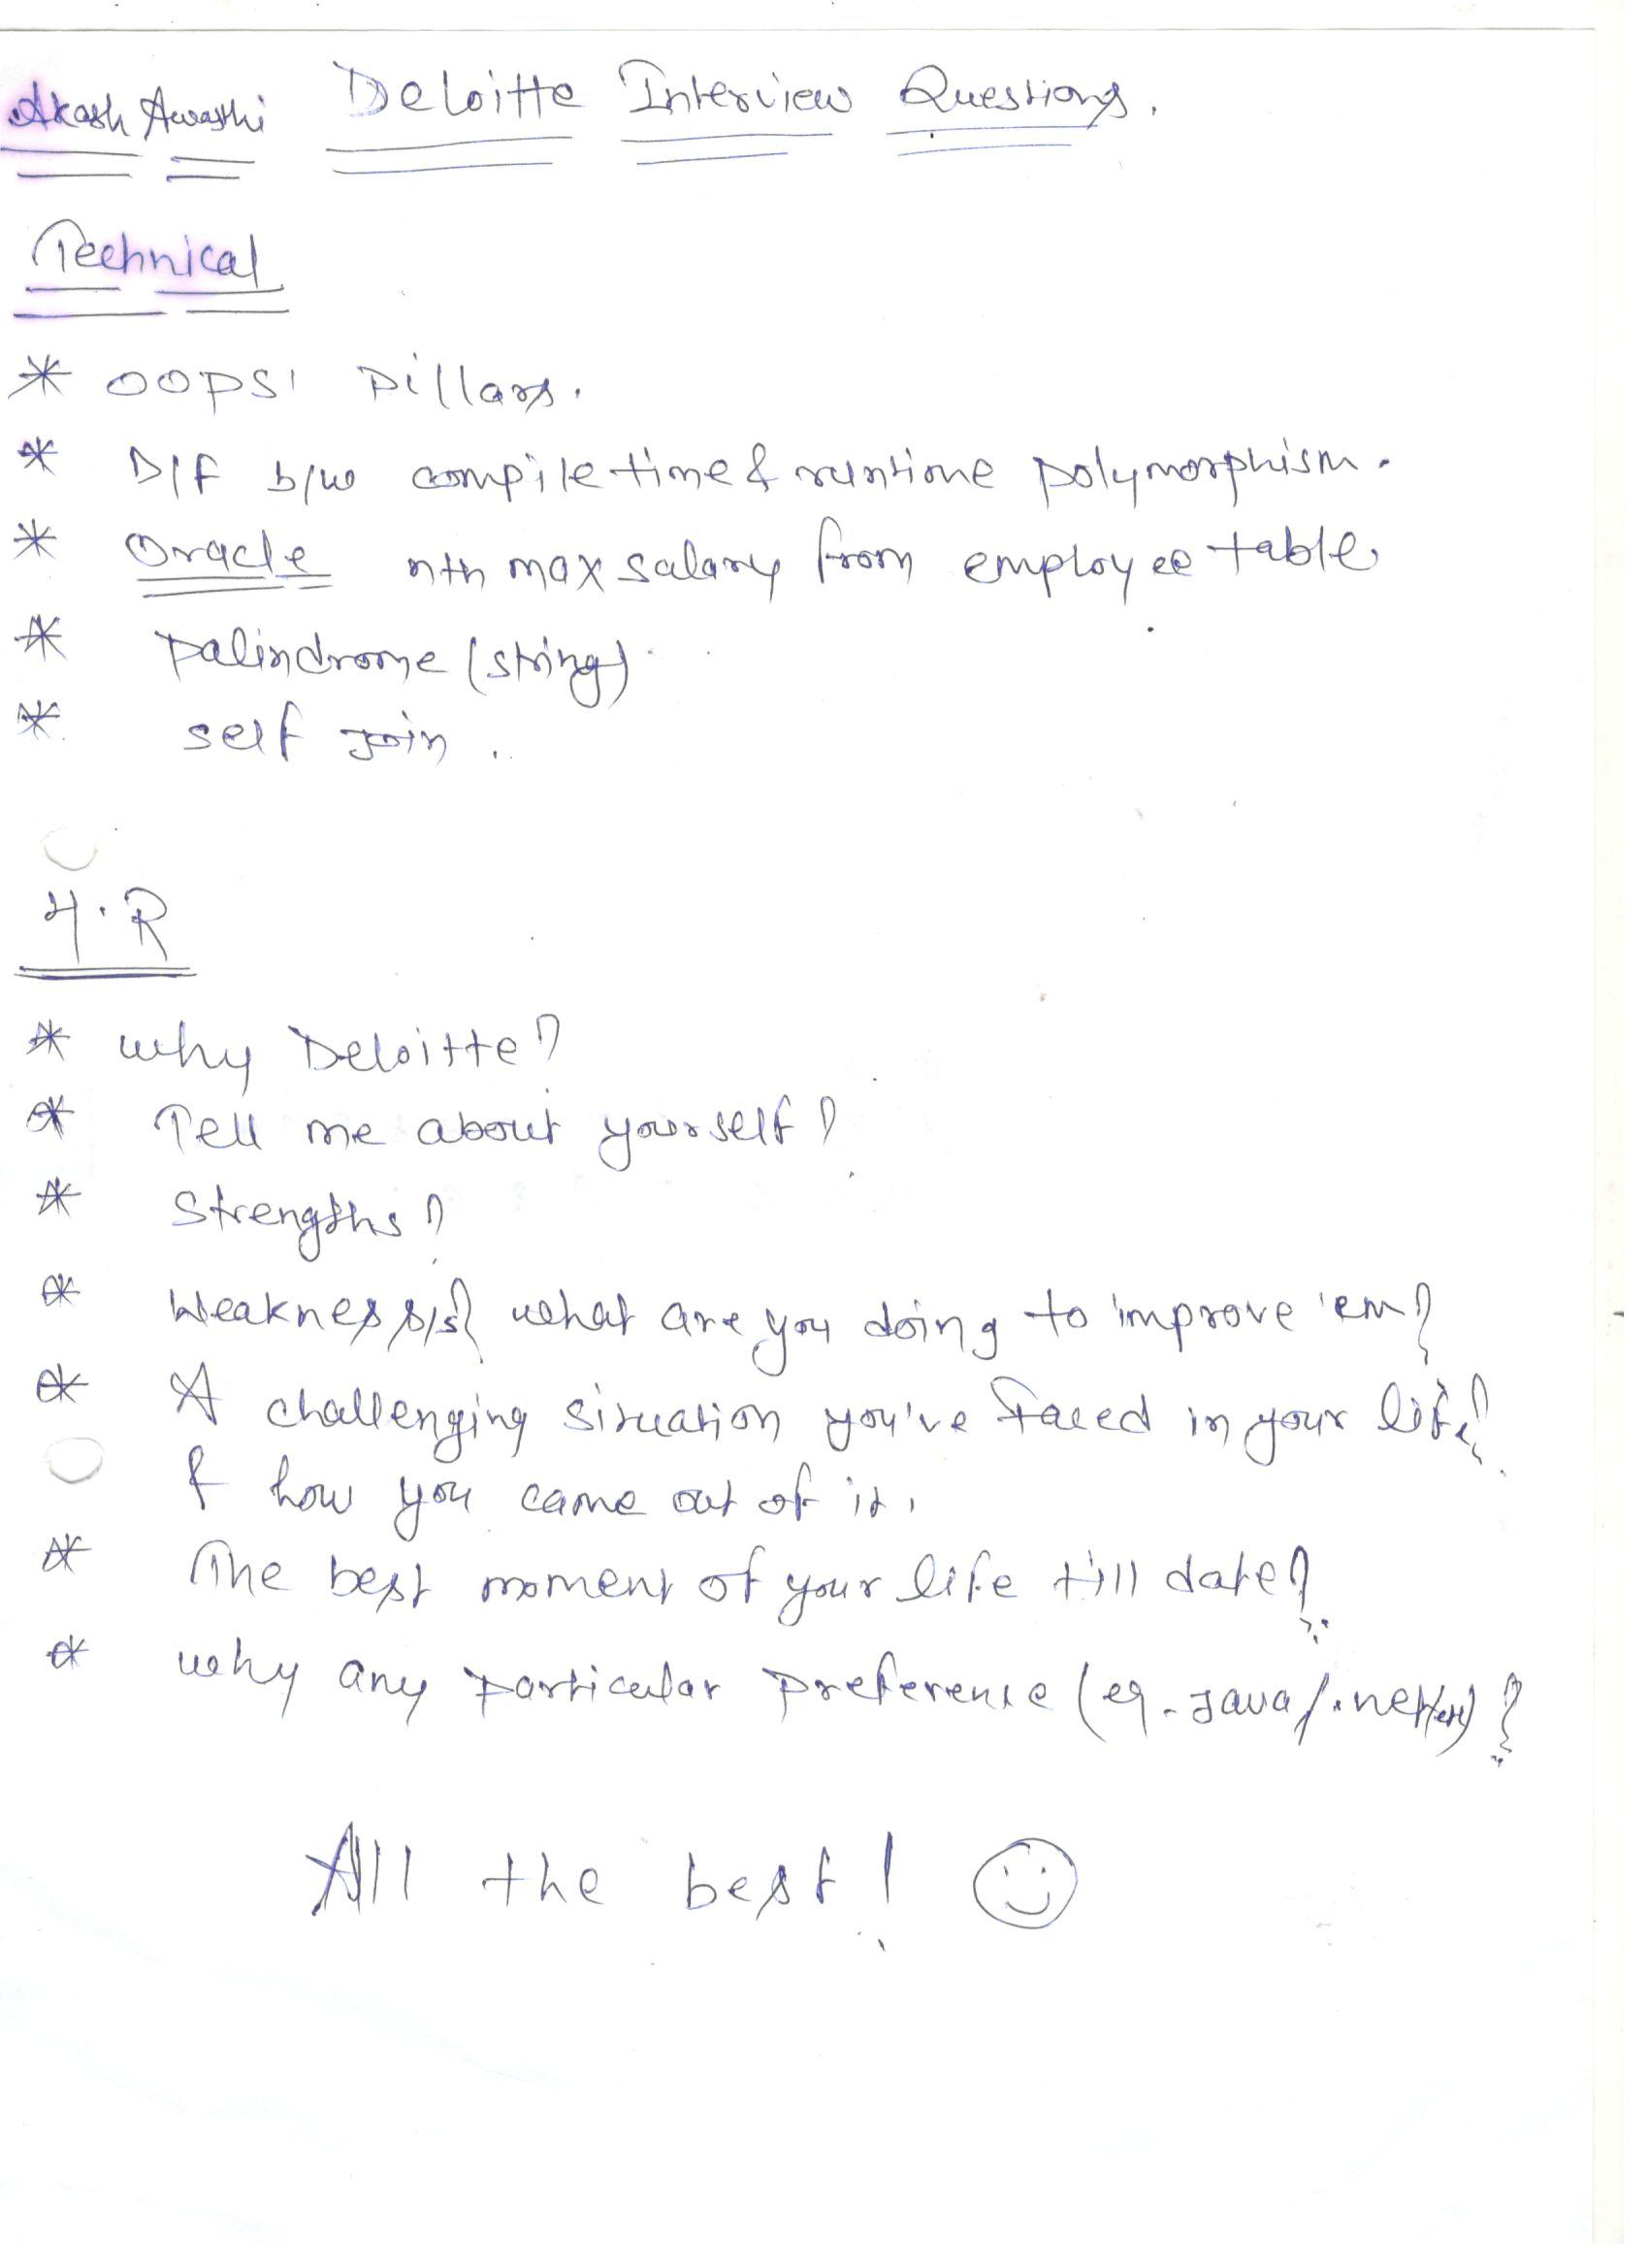 Akash Awasthi Deloitte Interview Questions.
Technical
* OOPS' Pillars.
* D/f b/w compile time & runtime polymorphism.
* Oracle nth max salary from employee table
* Palindrome (string).
* self join.
H.R
* why Deloitte?
* Tell me about yourself?
* Strengths?
* Weakness/s? what are you doing to improve 'em?
* A challenging situation you've faced in your life?
& how you came out of it.
* The best moment of your life till date?
* why any particular preference (eg. Java/.net/
All the best!